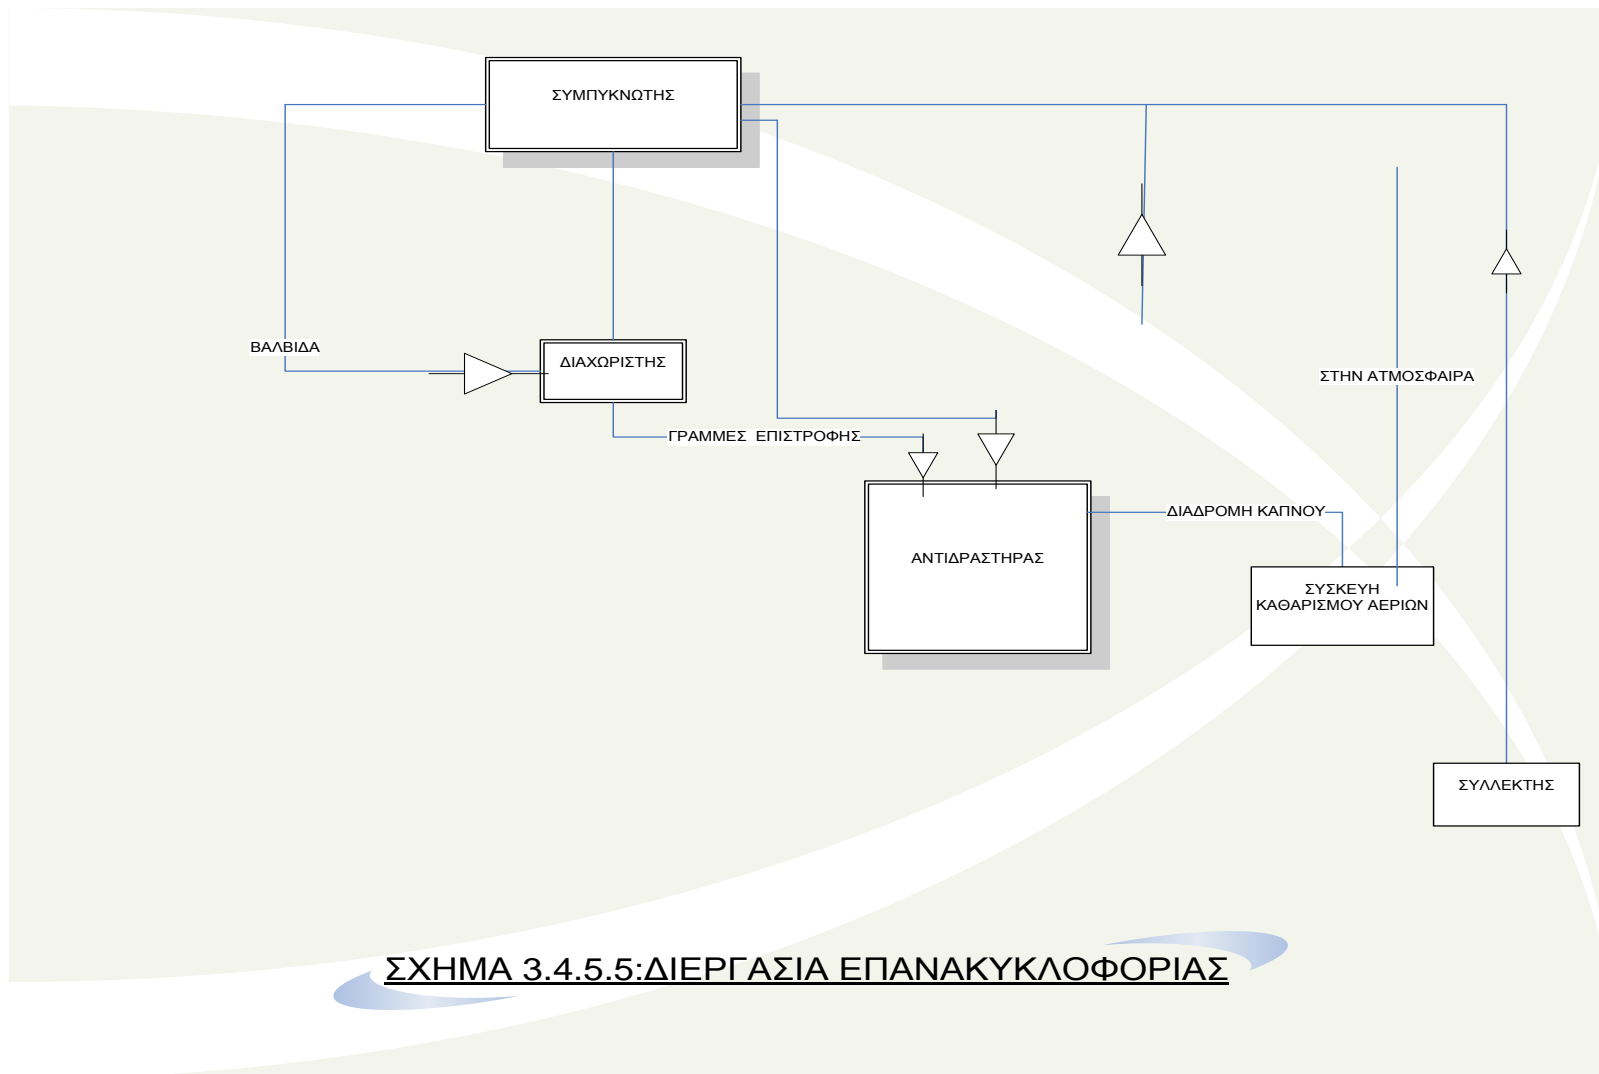 ΣΥΜΠΥΚΝΩΤΗΣ
ΒΑΛΒΙΔΑ
ΔΙΑΧΩΡΙΣΤΗΣ
ΣΤΗΝ ΑΤΜΟΣΦΑΙΡΑ
ΓΡΑΜΜΕΣ ΕΠΙΣΤΡΟΦΗΣ
ΔΙΑΔΡΟΜΗ ΚΑΠΝΟΥ
ΑΝΤΙΔΡΑΣΤΗΡΑΣ
ΣΥΣΚΕΥΗ
ΚΑΘΑΡΙΣΜΟΥ ΑΕΡΙΩΝ
ΣΥΛΛΕΚΤΗΣ
ΣΧΗΜΑ 3.4.5.5:ΔΙΕΡΓΑΣΙΑ ΕΠΑΝΑΚΥΚΛΟΦΟΡΙΑΣ